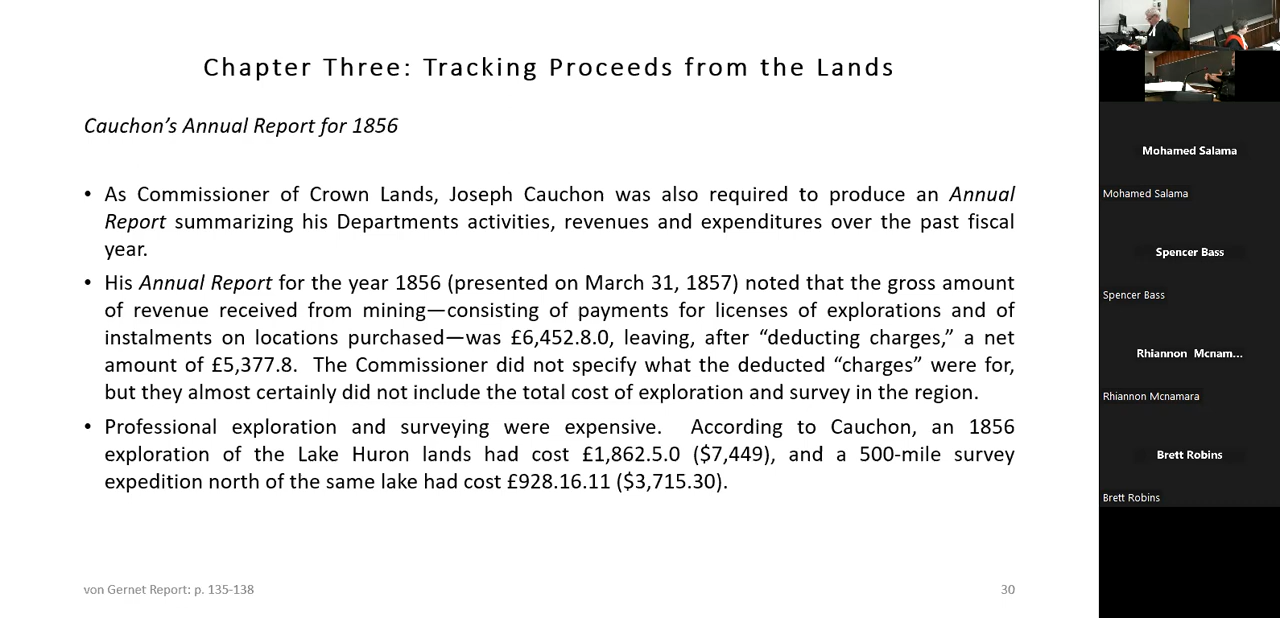 Chapter Three: Tracking Proceeds from the Lands
Cauchon's Annual Report for 1856
• As Commissioner of Crown Lands, Joseph Cauchon was also required to produce an Annual
Report summarizing his Departments activities, revenues and expenditures over the past fiscal
year.
• His Annual Report for the year 1856 (presented on March 31, 1857) noted that the gross amount
of revenue received from mining—consisting of payments for licenses of explorations and of
instalments on locations purchased—was £6,452.8.0, leaving, after “deducting charges,” a net
amount of £5,377.8. The Commissioner did not specify what the deducted “charges” were for,
but they almost certainly did not include the total cost of exploration and survey in the region.
• Professional exploration and surveying were expensive. According to Cauchon, an 1856
exploration of the Lake Huron lands had cost £1,862.5.0 ($7,449), and a 500-mile survey
expedition north of the same lake had cost £928.16.11 ($3,715.30).
von Gernet Report: p. 135-138
30
Mohamed Salama
Mohamed Salama
Spencer Bass
Spencer Bass
Rhiannon Mcnam...
Rhiannon Mcnamara
Brett Robins
Brett Robins